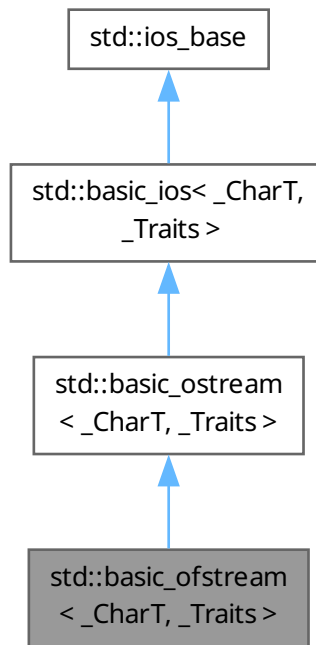 std::ios_base
std::basic_ios< _CharT,
_Traits >
std::basic_ostream
< _CharT, _Traits >
std::basic_ofstream
< _CharT, _Traits >